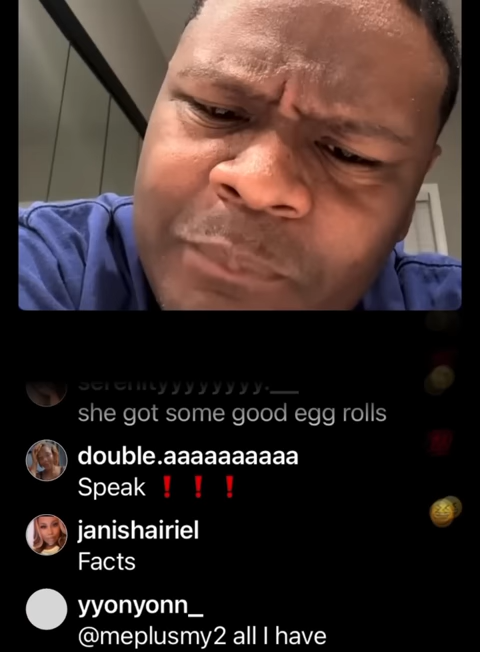 she got some good egg rolls
double.aaaaaaaaaa
Speak ❗❗❗
janishairiel
Facts
yyonyonn_
@meplusmy2 all I have